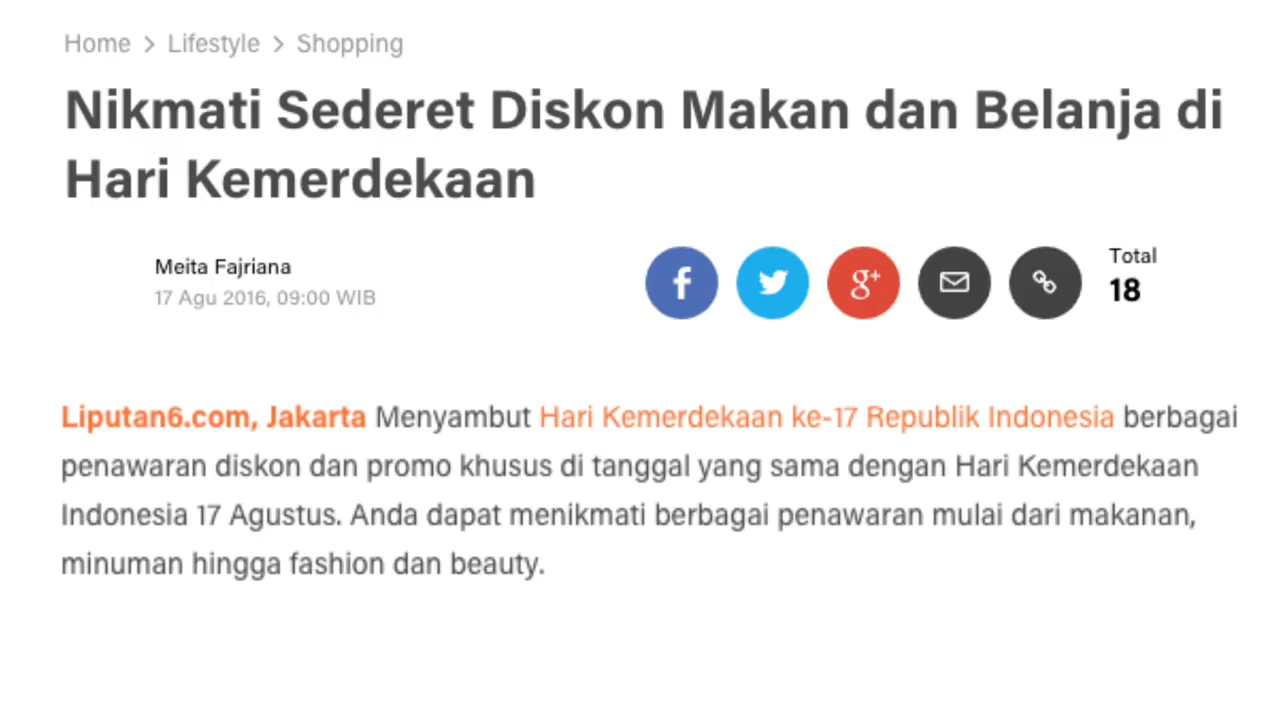 Home > Lifestyle > Shopping
Nikmati Sederet Diskon Makan dan Belanja di
Hari Kemerdekaan
Meita Fajriana
17 Agu 2016, 09:00 WIB
Total
18
Liputan6.com, Jakarta Menyambut Hari Kemerdekaan ke-17 Republik Indonesia berbagai
penawaran diskon dan promo khusus di tanggal yang sama dengan Hari Kemerdekaan
Indonesia 17 Agustus. Anda dapat menikmati berbagai penawaran mulai dari makanan,
minuman hingga fashion dan beauty.